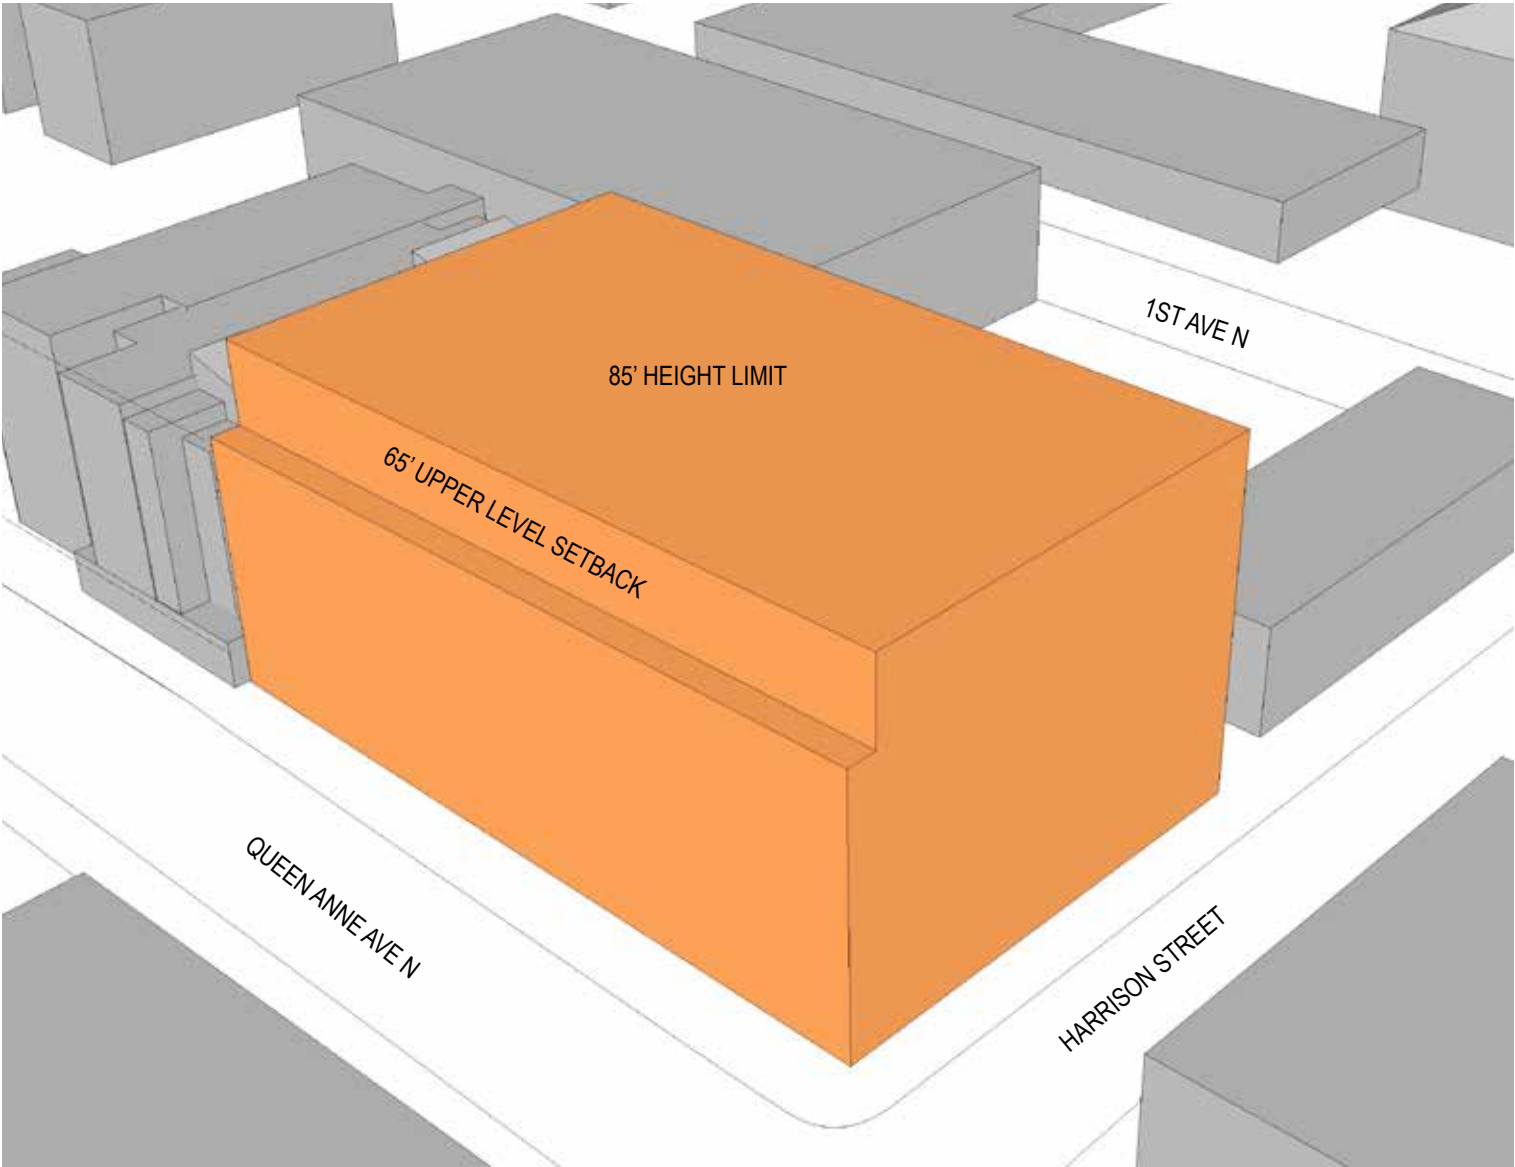 1ST AVE N
85' HEIGHT LIMIT
65' UPPER LEVEL SETBACK
QUEEN ANNE AVE N
HARRISON STREET